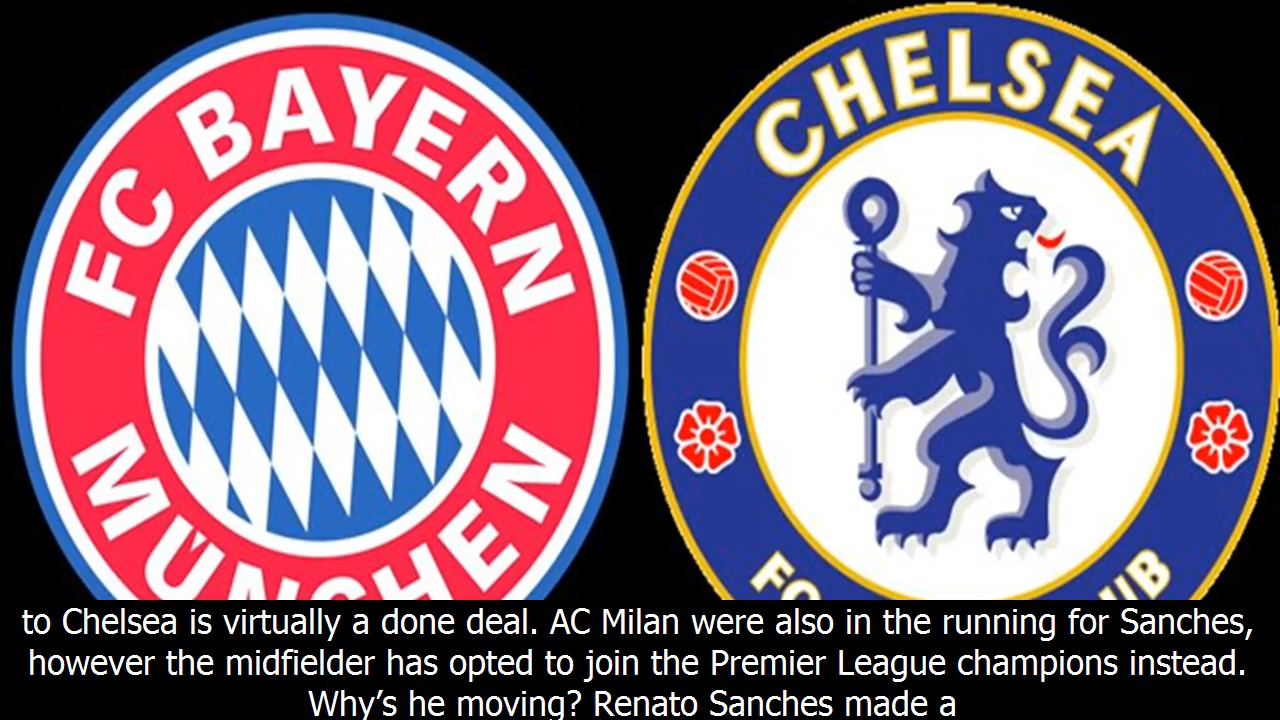 FC BAYERN
MÜNCHEN
CHELSEA
to Chelsea is virtually a done deal. AC Milan were also in the running for Sanches,
however the midfielder has opted to join the Premier League champions instead.
Why’s he moving? Renato Sanches made a